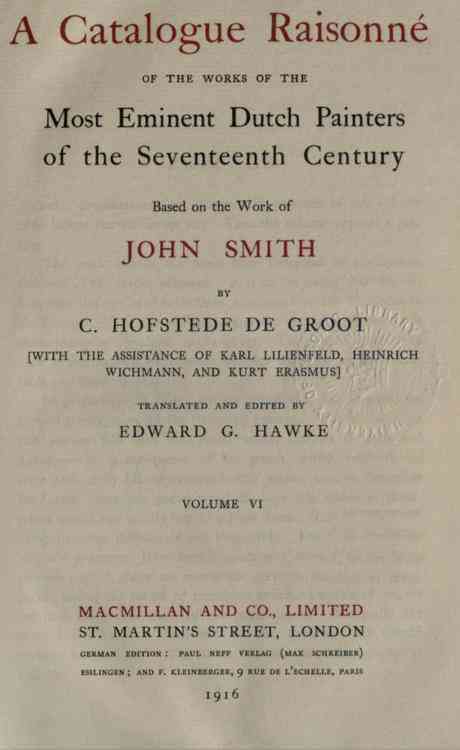 A Catalogue Raisonné
OF THE WORKS OF THE
Most Eminent Dutch Painters
of the Seventeenth Century
Based on the Work of
JOHN SMITH
BY
C. HOFSTEDE DE GROOT
[WITH THE ASSISTANCE OF KARL LILIENFELD, HEINRICH
WICHMANN, AND KURT ERASMUS]
TRANSLATED AND EDITED BY
EDWARD G. HAWKE
VOLUME VI
MACMILLAN AND CO., LIMITED
ST. MARTIN'S STREET, LONDON
GERMAN EDITION: PAUL NEFF VERLAG (MAX SCHREIBER)
ESSLINGEN; AND F. KLEINBERGER, 9 RUE DE L'ECHELLE, PARIS
1916
LIBRARY